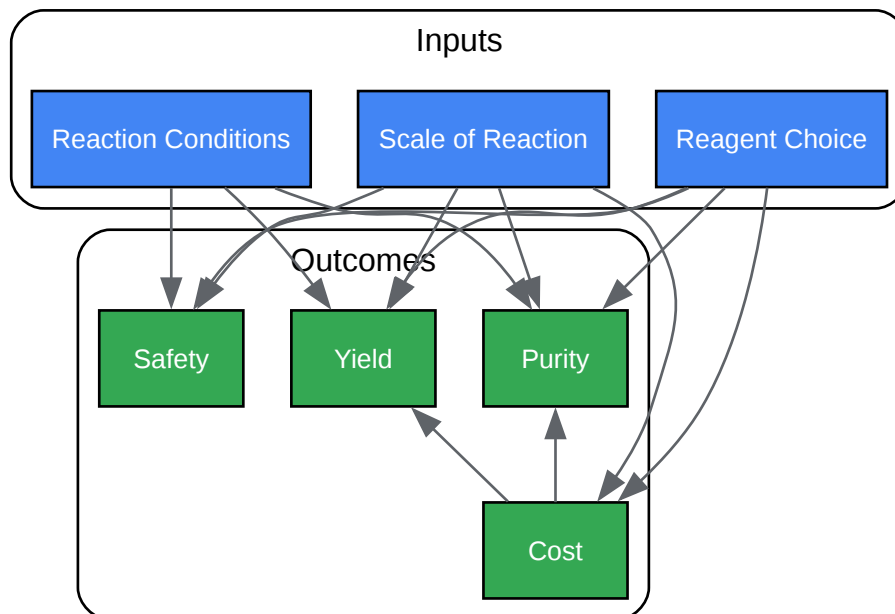 Inputs
Reaction Conditions
Scale of Reaction
Reagent Choice
Outcomes
Safety
Yield
Purity
Cost